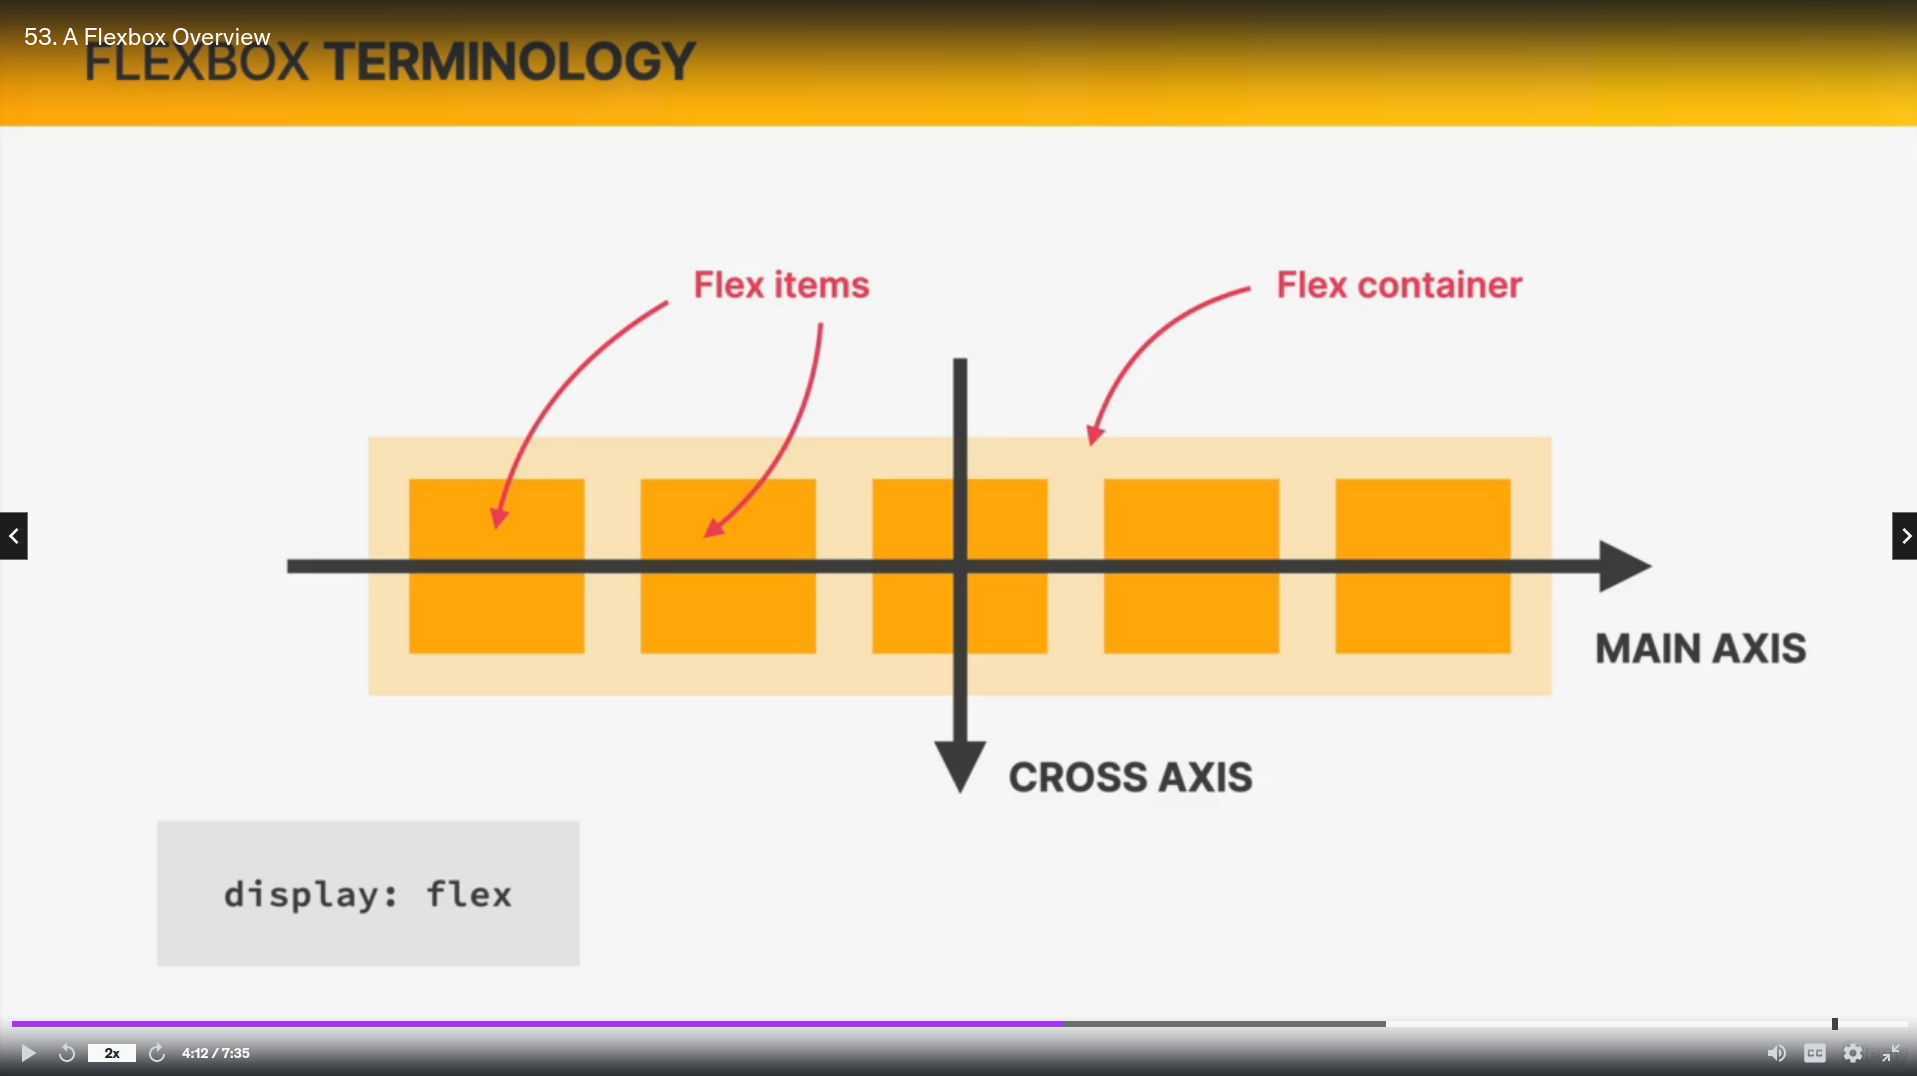 53. A Flexbox Overview
FLEXBOX TERMINOLOGY
Flex items
Flex container
MAIN AXIS
CROSS AXIS
display: flex
2x
4:12 / 7:35
CC